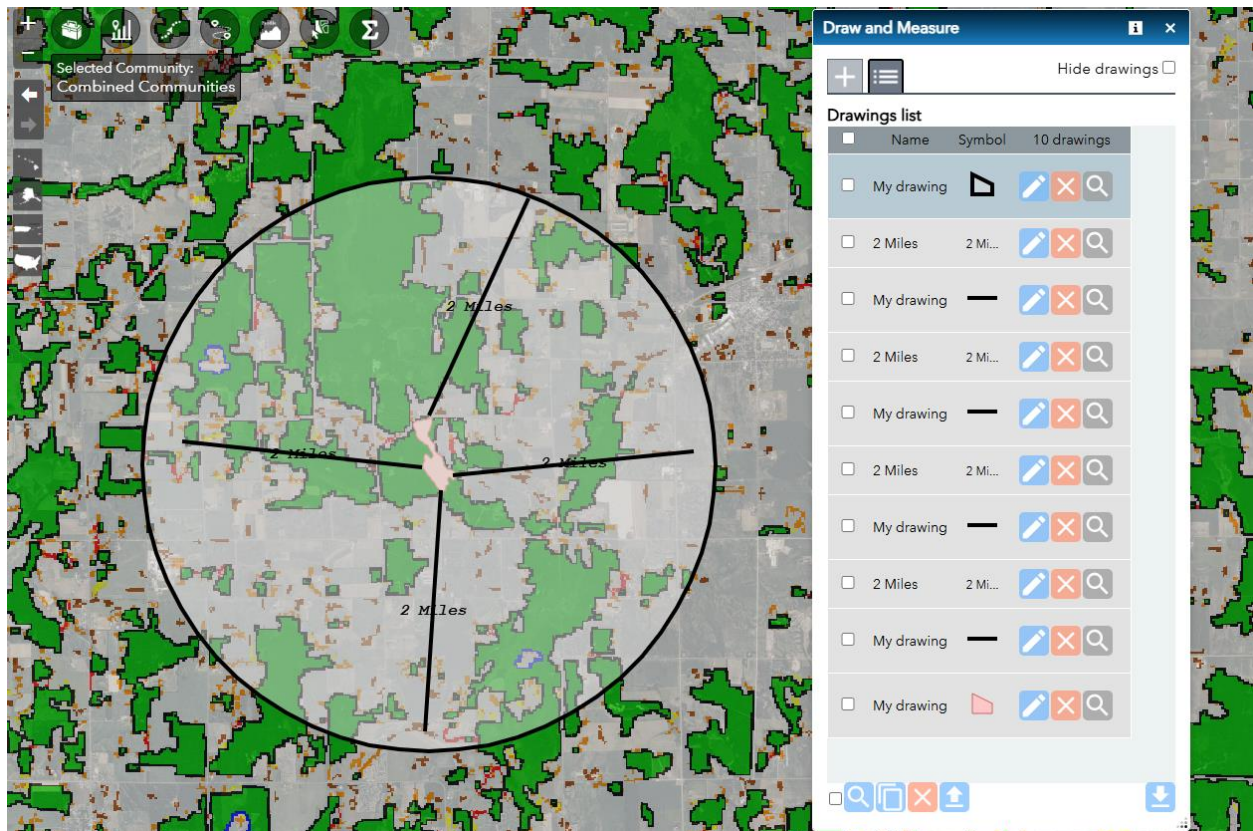 Selected Community:
Combined Communities
2 Miles
2 Miles
2 Miles
2 Miles
Draw and Measure
Hide drawings
Drawings list
Name Symbol 10 drawings
My drawing
2 Miles 2 Mi...
My drawing
2 Miles 2 Mi...
My drawing
2 Miles 2 Mi...
My drawing
2 Miles 2 Mi...
My drawing
My drawing